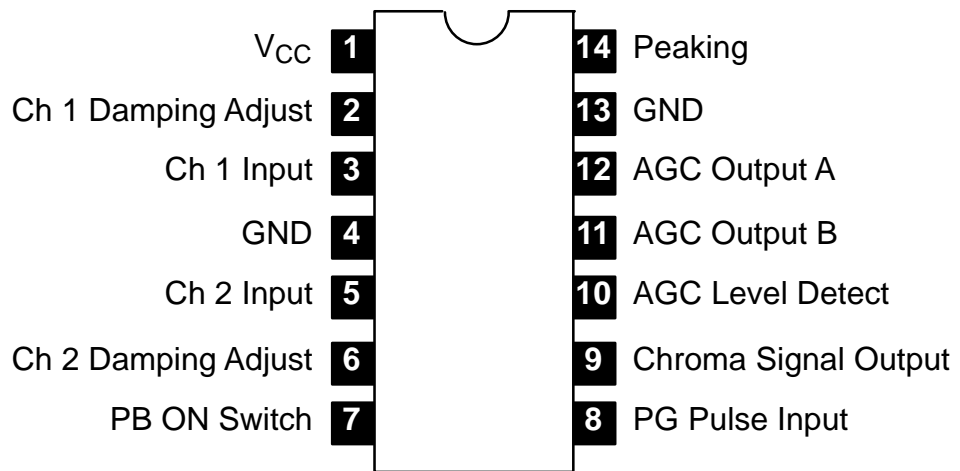 V_CC 1 14 Peaking
Ch 1 Damping Adjust 2 13 GND
Ch 1 Input 3 12 AGC Output A
GND 4 11 AGC Output B
Ch 2 Input 5 10 AGC Level Detect
Ch 2 Damping Adjust 6 9 Chroma Signal Output
PB ON Switch 7 8 PG Pulse Input